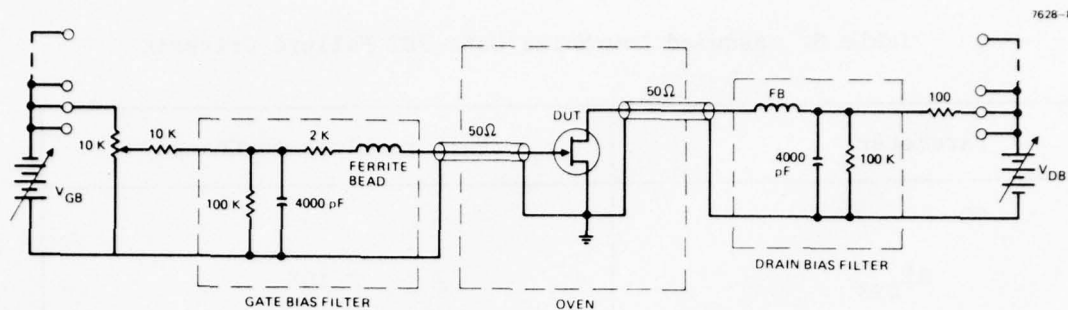 7628-
50Ω
FB
100
DUT
10 K
10 K
2 K
50Ω
FERRITE
BEAD
V_GB
100 K
4000 pF
4000
pF
100 K
V_DB
GATE BIAS FILTER
OVEN
DRAIN BIAS FILTER